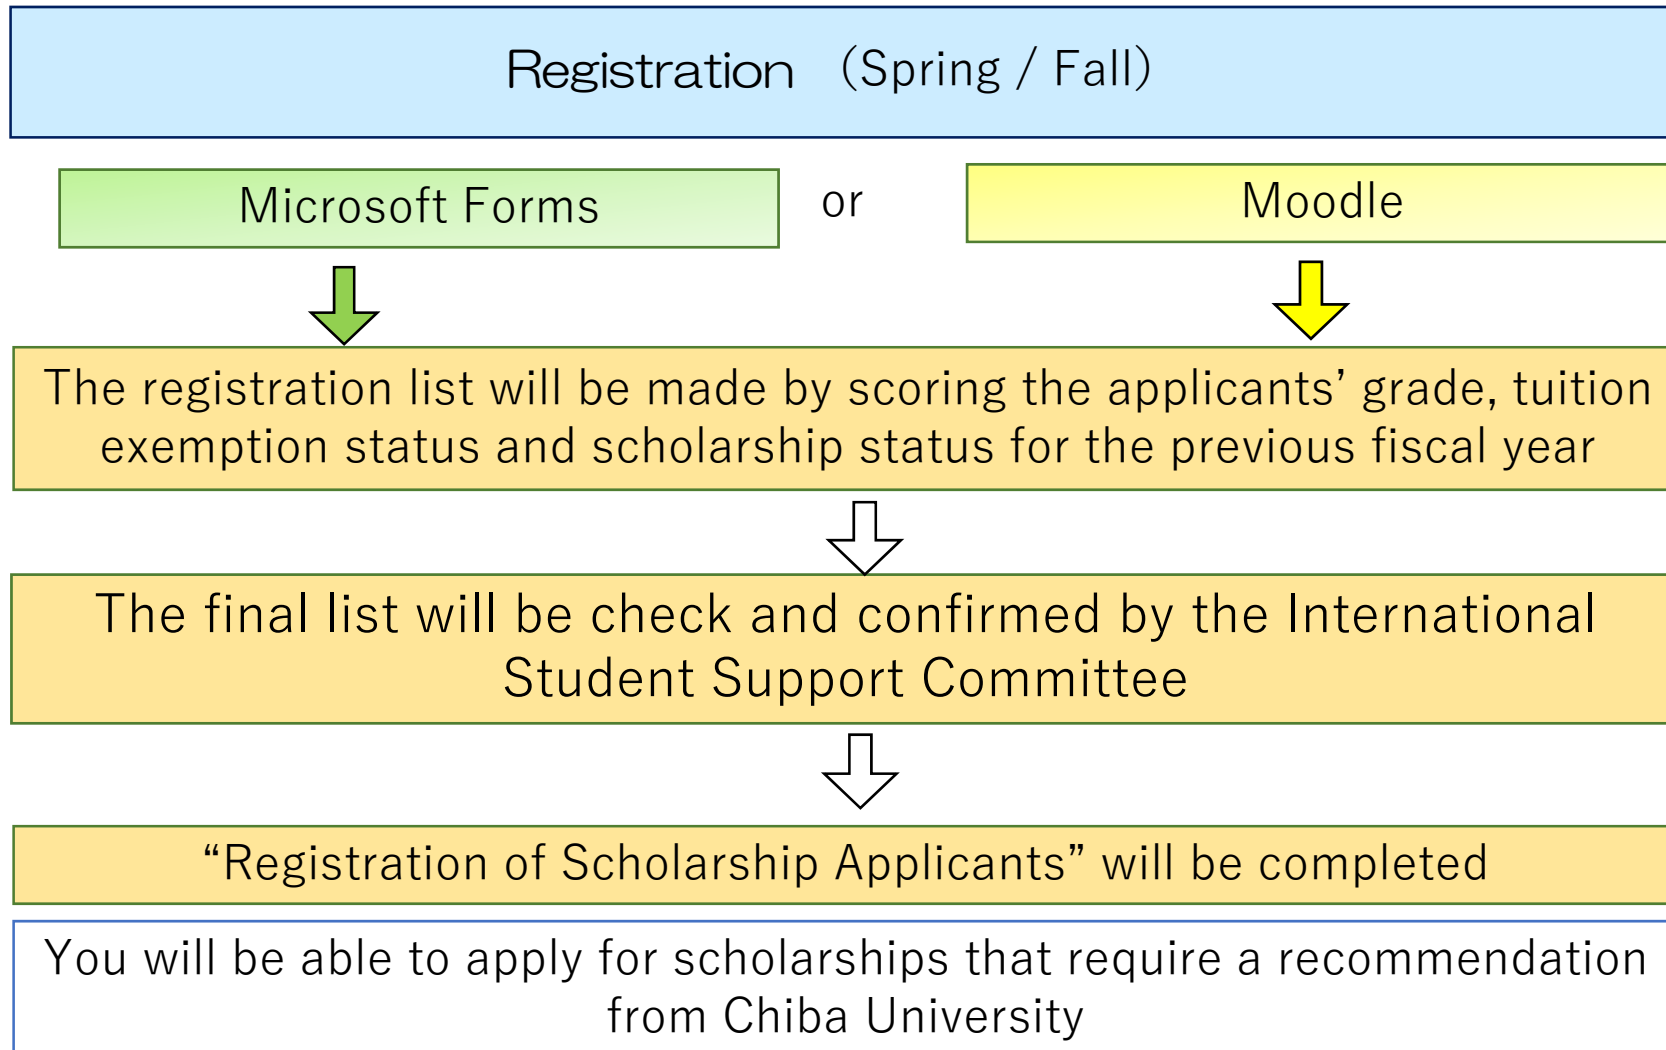 Registration （Spring / Fall）
Microsoft Forms or Moodle
The registration list will be made by scoring the applicants’ grade, tuition
exemption status and scholarship status for the previous fiscal year
The final list will be check and confirmed by the International
Student Support Committee
“Registration of Scholarship Applicants” will be completed
You will be able to apply for scholarships that require a recommendation
from Chiba University